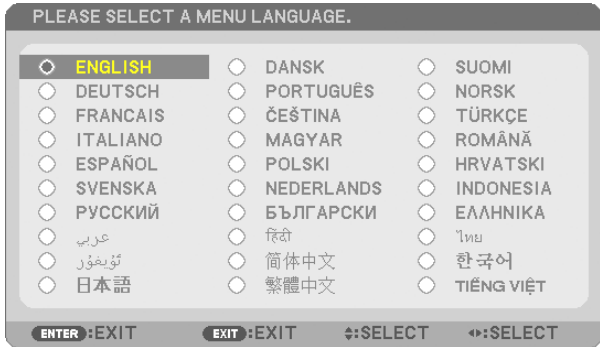 PLEASE SELECT A MENU LANGUAGE.
ENGLISH DANSK SUOMI
DEUTSCH PORTUGUÊS NORSK
FRANCAIS ČEŠTINA TÜRKÇE
ITALIANO MAGYAR ROMÂNĂ
ESPAÑOL POLSKI HRVATSKI
SVENSKA NEDERLANDS INDONESIA
РУССКИЙ БЪЛГАРСКИ ΕΛΛΗΝΙΚΑ
عربي हिंदी ไทย
ئۇيغۇر 简体中文 한국어
日本語 繁體中文 TIẾNG VIỆT
ENTER :EXIT EXIT :EXIT :SELECT :SELECT